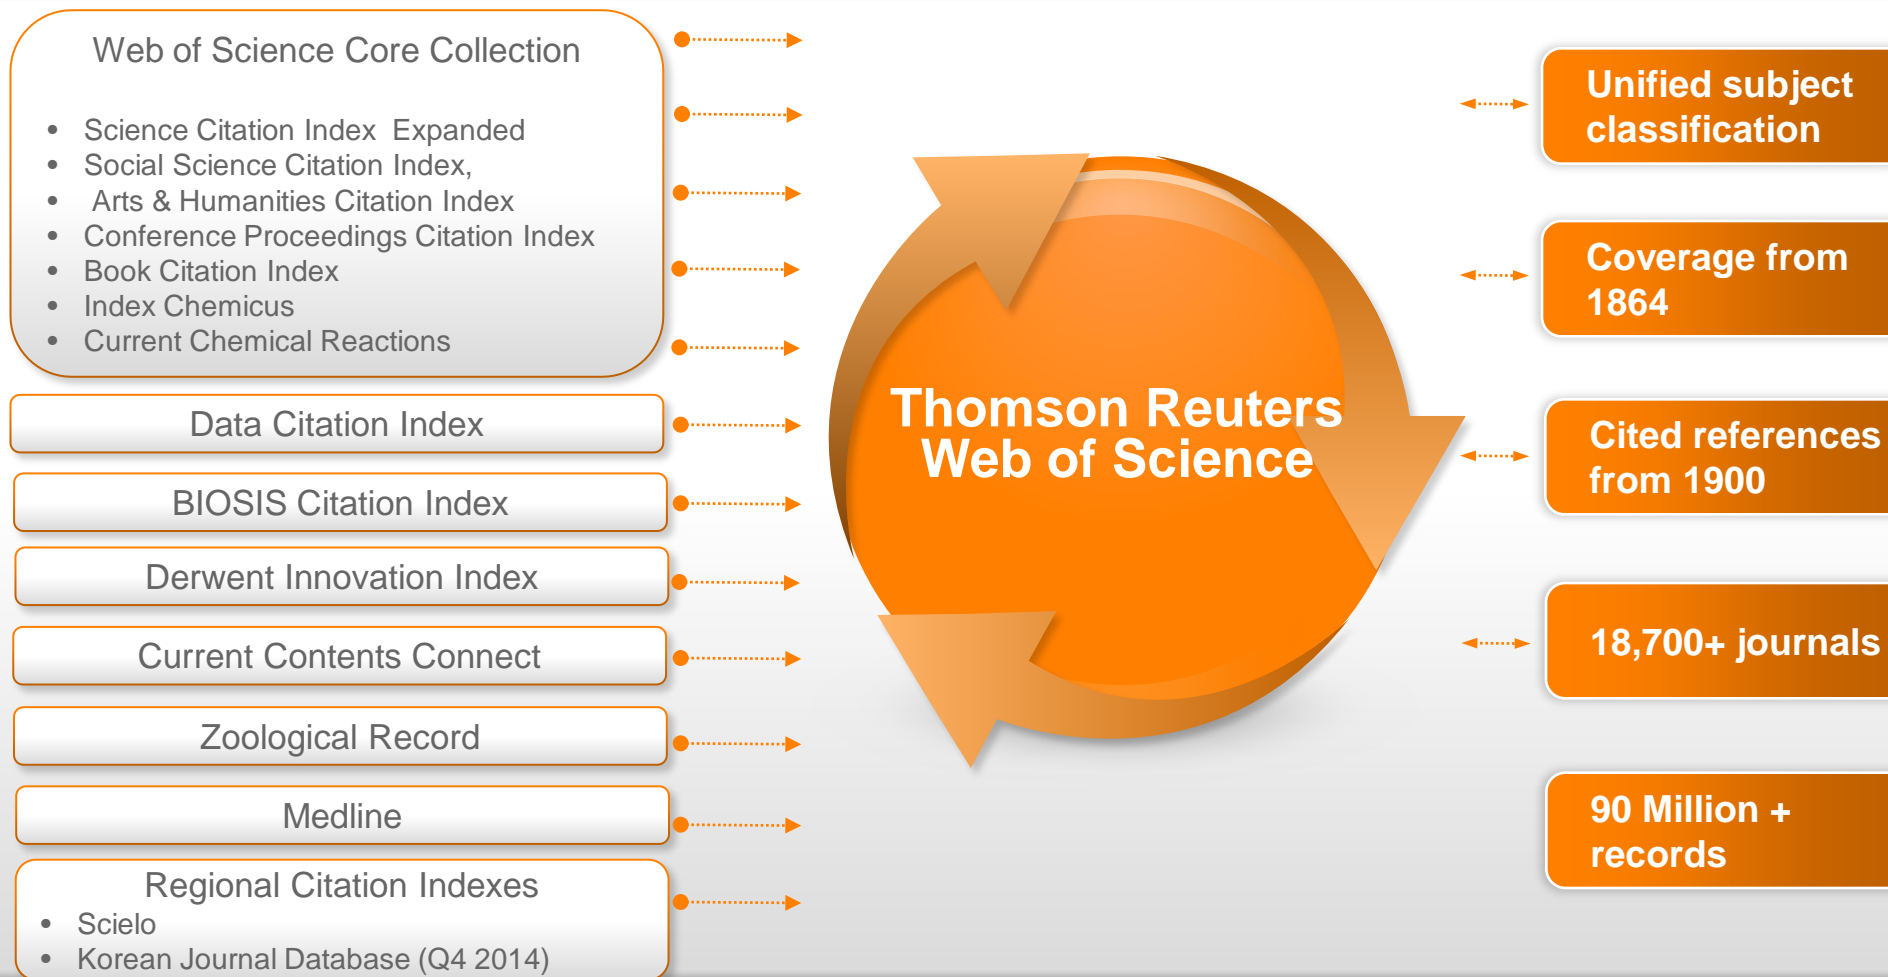 Web of Science Core Collection
• Science Citation Index  Expanded
• Social Science Citation Index,
•  Arts & Humanities Citation Index
• Conference Proceedings Citation Index
• Book Citation Index
• Index Chemicus
• Current Chemical Reactions
Data Citation Index
BIOSIS Citation Index
Derwent Innovation Index
Current Contents Connect
Zoological Record
Medline
Regional Citation Indexes
• Scielo
• Korean Journal Database (Q4 2014)
Thomson Reuters
Web of Science
Unified subject
classification
Coverage from
1864
Cited references
from 1900
18,700+ journals
90 Million +
records